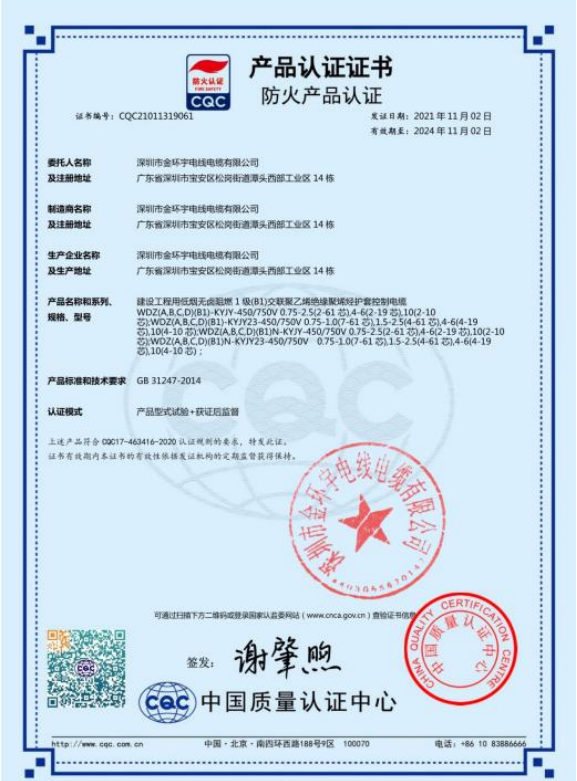 防火认证
FIRE SAFETY
CQC
产品认证证书
防火产品认证
证书编号：CQC21011319061
发证日期：2021 年 11 月 02 日
有效期至：2024 年 11 月 02 日
委托人名称 深圳市金环宇电线电缆有限公司
及注册地址 广东省深圳市宝安区松岗街道潭头西部工业区 14 栋
制造商名称 深圳市金环宇电线电缆有限公司
及注册地址 广东省深圳市宝安区松岗街道潭头西部工业区 14 栋
生产企业名称 深圳市金环宇电线电缆有限公司
及生产地址 广东省深圳市宝安区松岗街道潭头西部工业区 14 栋
产品名称和系列、 建设工程用低烟无卤阻燃 1 级(B1)交联聚乙烯绝缘聚烯烃护套控制电缆
规格、型号 WDZ(A,B,C,D)(B1)-KYJY-450/750V 0.75-2.5(2-61 芯),4-6(2-19 芯),10(2-10
芯);WDZ(A,B,C,D)(B1)-KYJY23-450/750V 0.75-1.0(7-61 芯),1.5-2.5(4-61 芯),4-6(4-19
芯),10(4-10 芯);WDZ(A,B,C,D)(B1)N-KYJY-450/750V 0.75-2.5(2-61 芯),4-6(2-19 芯),10(2-10
芯);WDZ(A,B,C,D)(B1)N-KYJY23-450/750V 0.75-1.0(7-61 芯),1.5-2.5(4-61 芯),4-6(4-19
芯),10(4-10 芯)；
产品标准和技术要求 GB 31247-2014
认证模式 产品型式试验+获证后监督
上述产品符合 CQC17-463416-2020 认证规则的要求，特发此证。
证书有效期内本证书的有效性依据发证机构的定期监督获得保持。
CQC
深圳市金环宇电线电缆有限公司
可通过扫描下方二维码或登录国家认监委网站（www.cnca.gov.cn）查验证书信息
CHINA QUALITY CERTIFICATION CENTRE
中国质量认证中心
签发：
谢肇煦
CQC 中国质量认证中心
http://www.cqc.com.cn
中国·北京·南四环西路188号9区 100070
电话：+86 10 83886666